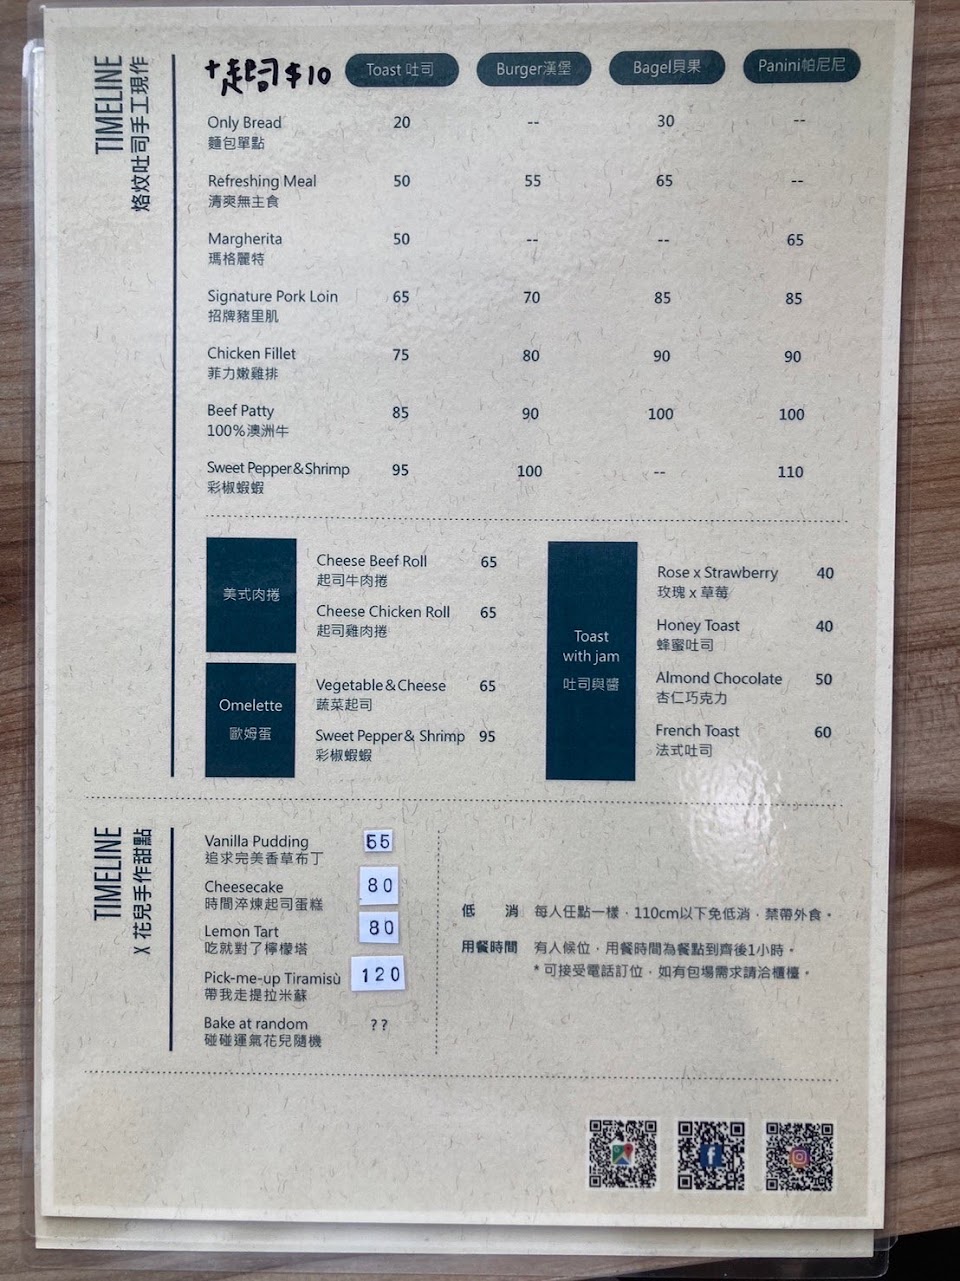 TIMELINE
烙炆吐司手工現作
+起司$10
Toast 吐司 Burger漢堡 Bagel貝果 Panini帕尼尼
Only Bread 20 -- 30 --
麵包單點
Refreshing Meal 50 55 65 --
清爽無主食
Margherita 50 -- -- 65
瑪格麗特
Signature Pork Loin 65 70 85 85
招牌豬里肌
Chicken Fillet 75 80 90 90
菲力嫩雞排
Beef Patty 85 90 100 100
100%澳洲牛
Sweet Pepper&Shrimp 95 100 -- 110
彩椒蝦蝦
美式肉捲
Cheese Beef Roll 65
起司牛肉捲
Cheese Chicken Roll 65
起司雞肉捲
Omelette
歐姆蛋
Vegetable&Cheese 65
蔬菜起司
Sweet Pepper& Shrimp 95
彩椒蝦蝦
Toast
with jam
吐司與醬
Rose x Strawberry 40
玫瑰 x 草莓
Honey Toast 40
蜂蜜吐司
Almond Chocolate 50
杏仁巧克力
French Toast 60
法式吐司
TIMELINE
X 花兒手作甜點
Vanilla Pudding 55
追求完美香草布丁
Cheesecake 80
時間淬煉起司蛋糕
Lemon Tart 80
吃就對了檸檬塔
Pick-me-up Tiramisù 120
帶我走提拉米蘇
Bake at random ??
碰碰運氣花兒隨機
低 消 每人任點一樣，110cm以下免低消，禁帶外食。
用餐時間 有人候位，用餐時間為餐點到齊後1小時。
*可接受電話訂位，如有包場需求請洽櫃檯。